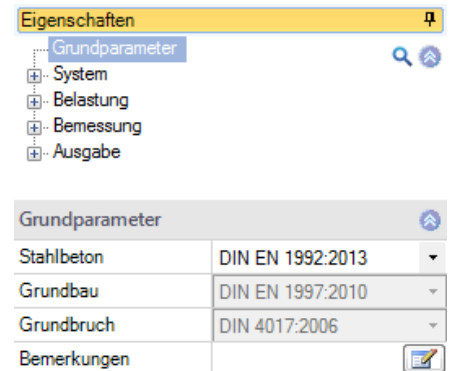 Eigenschaften
Grundparameter
System
Belastung
Bemessung
Ausgabe
Grundparameter
Stahlbeton DIN EN 1992:2013
Grundbau DIN EN 1997:2010
Grundbruch DIN 4017:2006
Bemerkungen